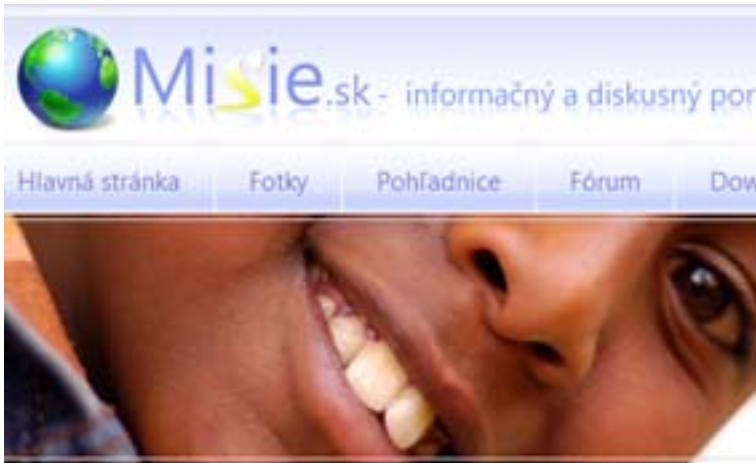 Misie.sk - informačný a diskusný por
Hlavná stránka Fotky Pohľadnice Fórum Dow